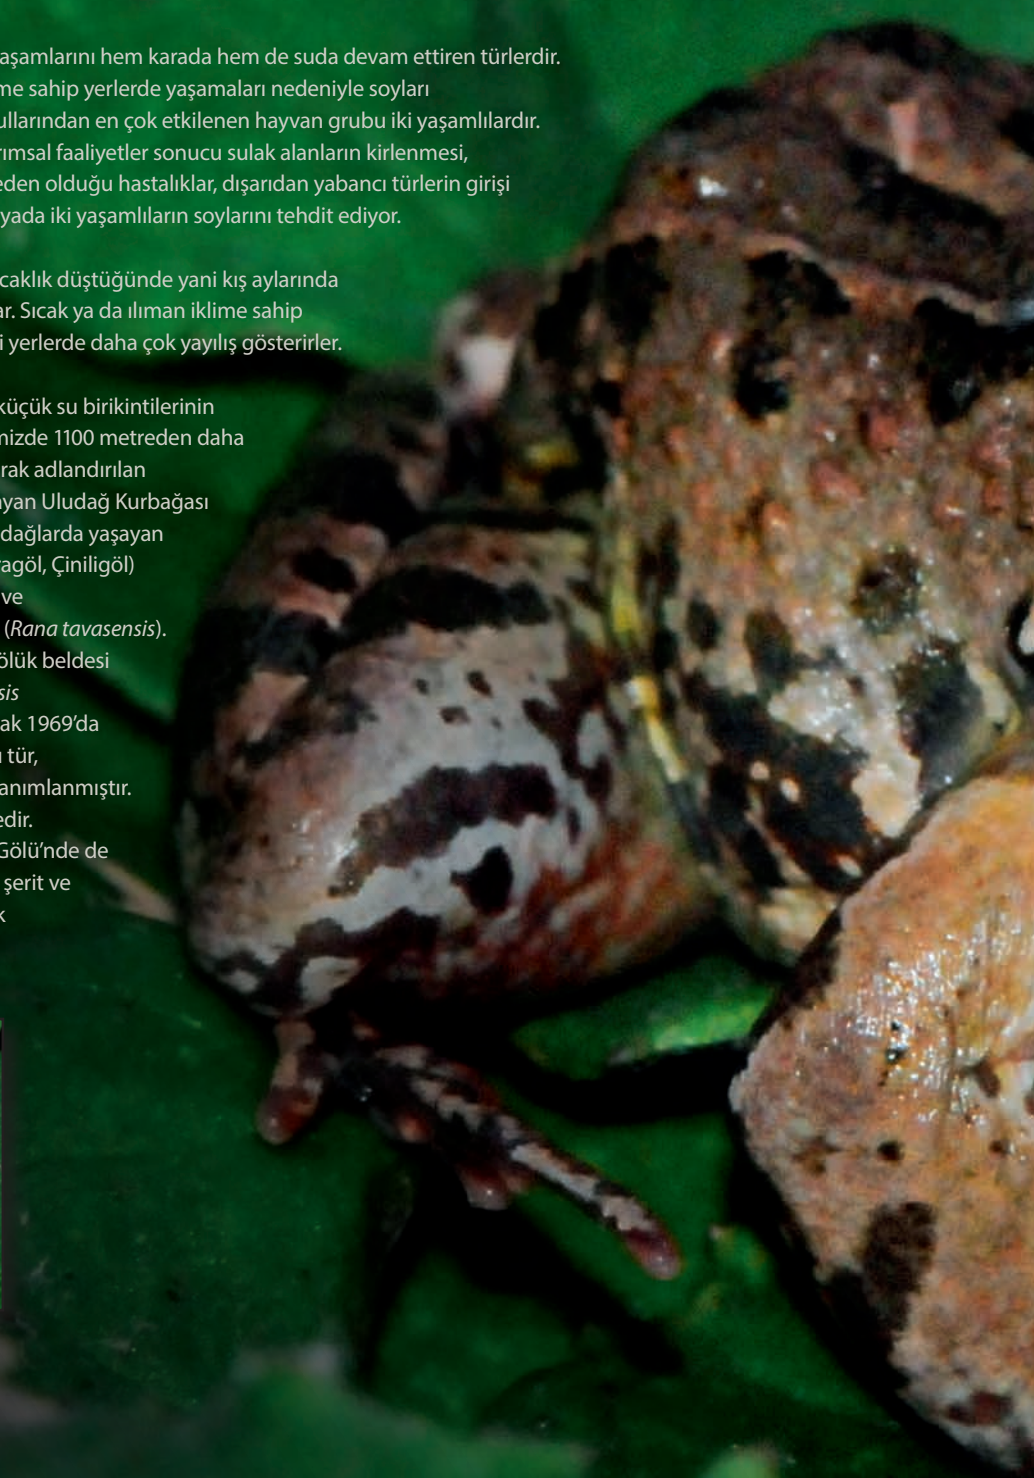 aşamlarını hem karada hem de suda devam ettiren türlerdir.
me sahip yerlerde yaşamaları nedeniyle soyları
ullarından en çok etkilenen hayvan grubu iki yaşamlılardır.
rımsal faaliyetler sonucu sulak alanların kirlenmesi,
eden olduğu hastalıklar, dışarıdan yabancı türlerin girişi
yada iki yaşamlıların soylarını tehdit ediyor.
caklık düştüğünde yani kış aylarında
ar. Sıcak ya da ılıman iklime sahip
i yerlerde daha çok yayılış gösterirler.
küçük su birikintilerinin
mizde 1100 metreden daha
rak adlandırılan
ayan Uludağ Kurbağası
dağlarda yaşayan
agöl, Çiniligöl)
ve
(Rana tavasensis).
ölük beldesi
sis
ak 1969’da
ı tür,
anımlanmıştır.
edir.
Gölü’nde de
şerit ve
k